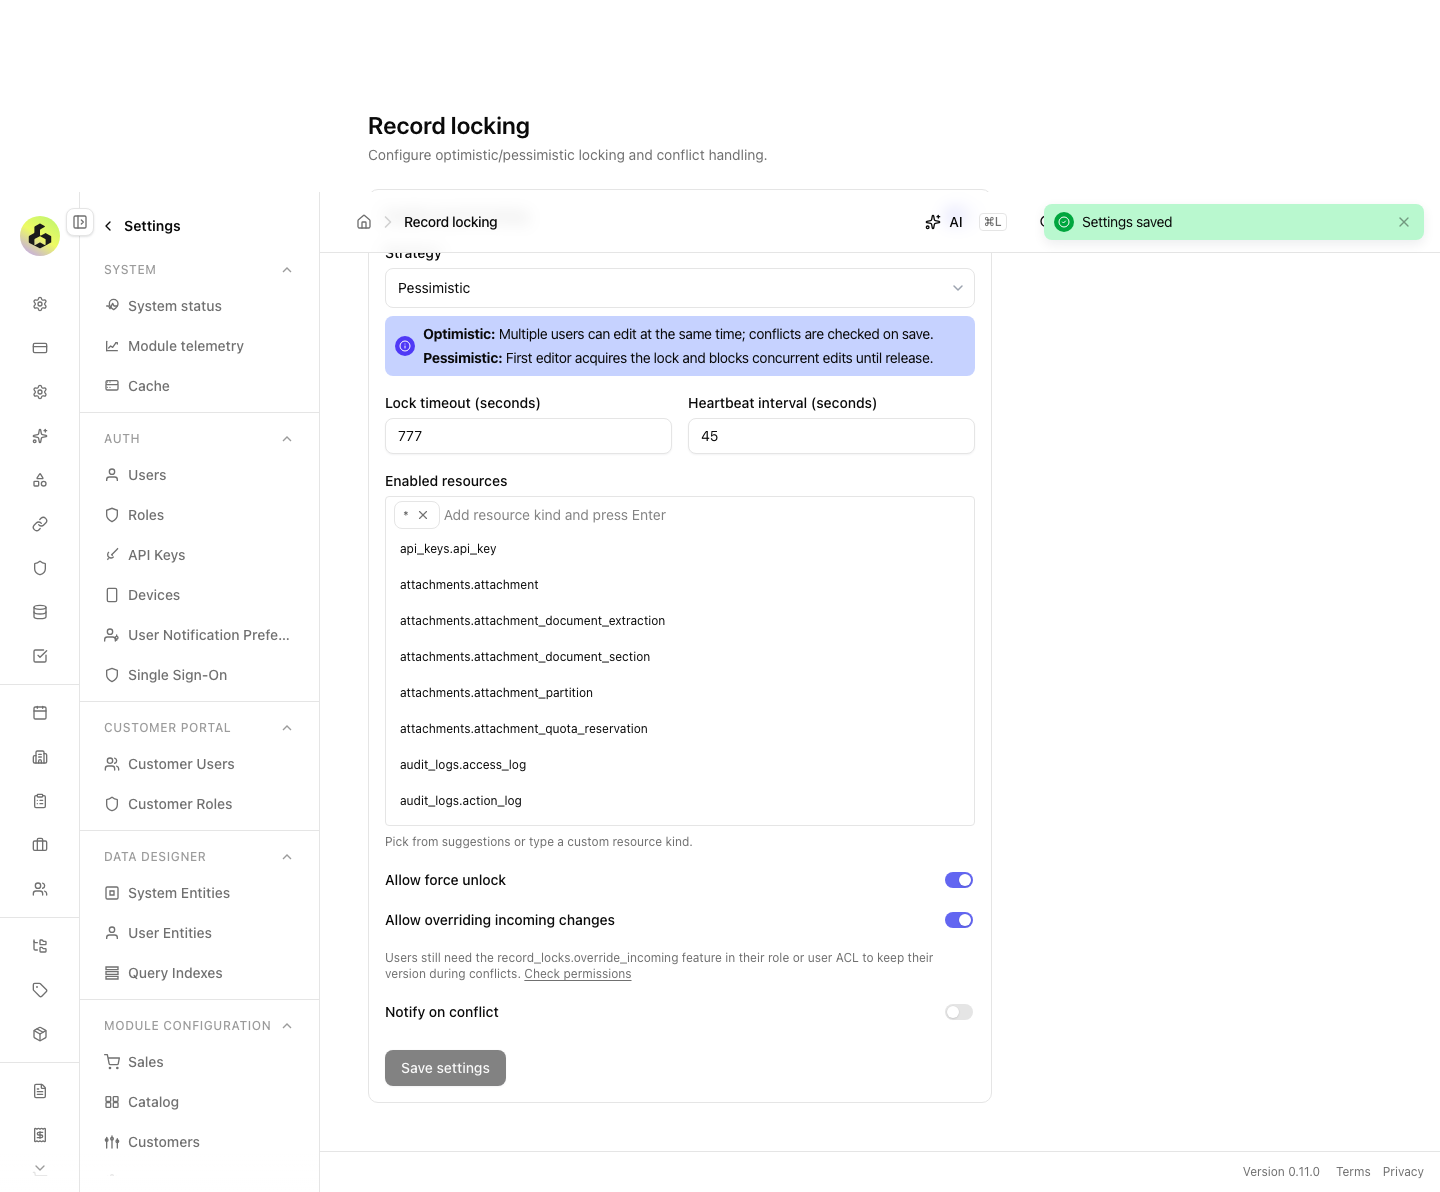 Record locking
Configure optimistic/pessimistic locking and conflict handling.
Settings
Record locking
AI
⌘L
Settings saved
Strategy
Pessimistic
Optimistic: Multiple users can edit at the same time; conflicts are checked on save.
Pessimistic: First editor acquires the lock and blocks concurrent edits until release.
Lock timeout (seconds)
Heartbeat interval (seconds)
777
45
Enabled resources
*
Add resource kind and press Enter
api_keys.api_key
attachments.attachment
attachments.attachment_document_extraction
attachments.attachment_document_section
attachments.attachment_partition
attachments.attachment_quota_reservation
audit_logs.access_log
audit_logs.action_log
Pick from suggestions or type a custom resource kind.
Allow force unlock
Allow overriding incoming changes
Users still need the record_locks.override_incoming feature in their role or user ACL to keep their
version during conflicts. Check permissions
Notify on conflict
Save settings
SYSTEM
System status
Module telemetry
Cache
AUTH
Users
Roles
API Keys
Devices
User Notification Prefe...
Single Sign-On
CUSTOMER PORTAL
Customer Users
Customer Roles
DATA DESIGNER
System Entities
User Entities
Query Indexes
MODULE CONFIGURATION
Sales
Catalog
Customers
Version 0.11.0
Terms
Privacy